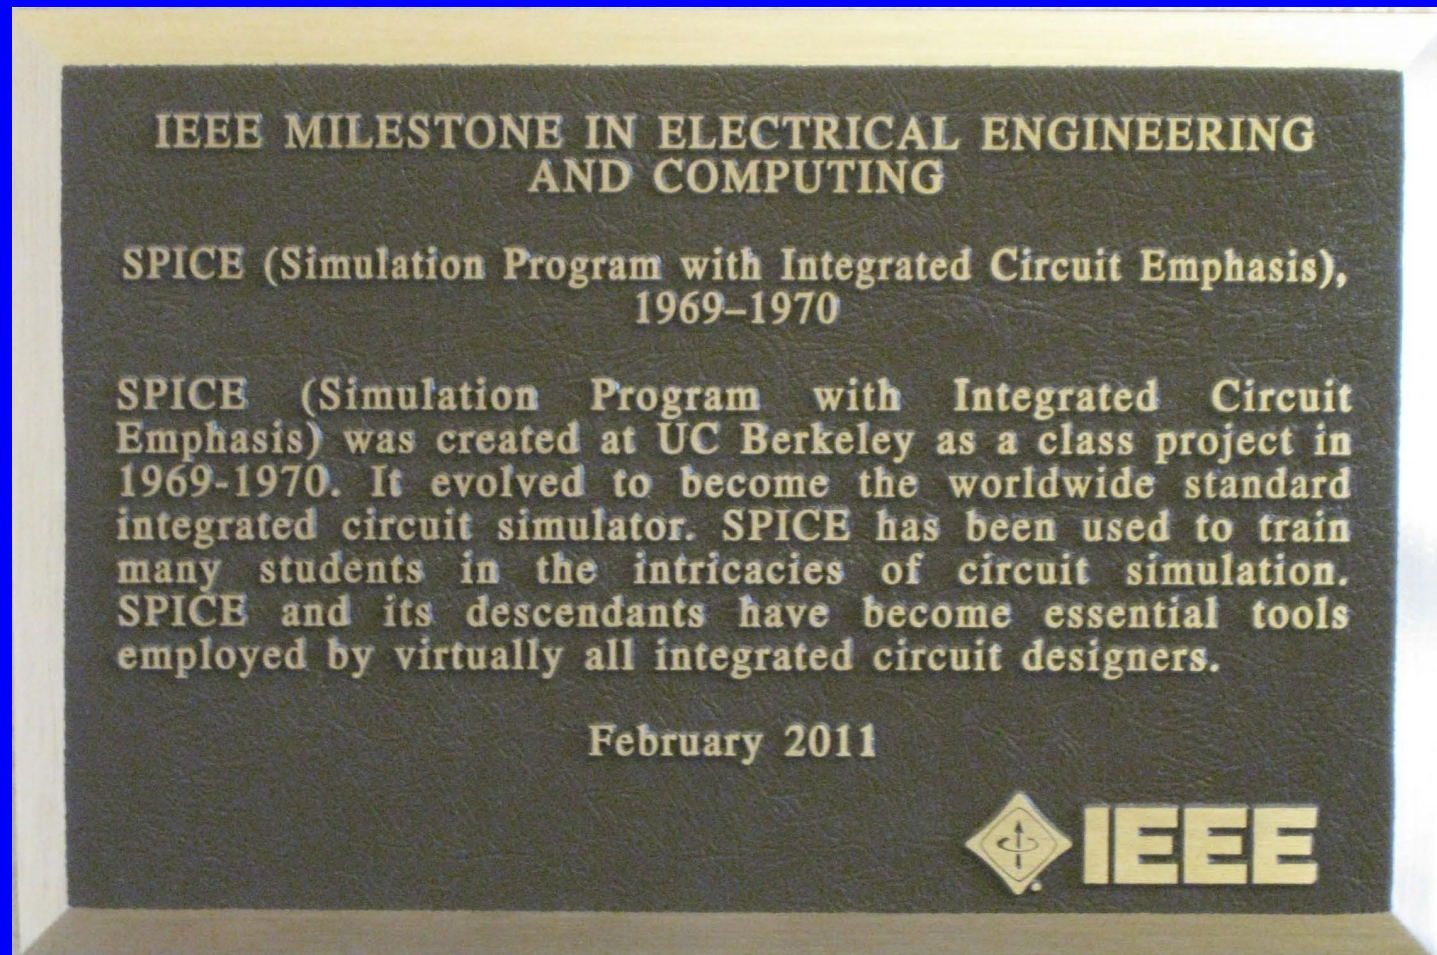 IEEE MILESTONE IN ELECTRICAL ENGINEERING
AND COMPUTING
SPICE (Simulation Program with Integrated Circuit Emphasis),
1969–1970
SPICE (Simulation Program with Integrated Circuit
Emphasis) was created at UC Berkeley as a class project in
1969-1970. It evolved to become the worldwide standard
integrated circuit simulator. SPICE has been used to train
many students in the intricacies of circuit simulation.
SPICE and its descendants have become essential tools
employed by virtually all integrated circuit designers.
February 2011
IEEE